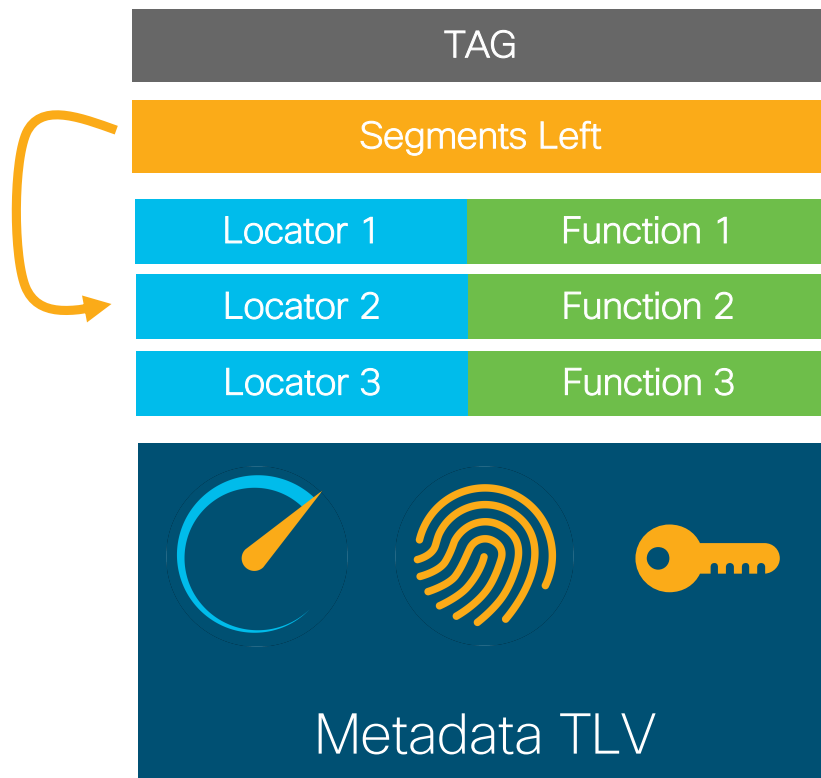 TAG
Segments Left
Locator 1 Function 1
Locator 2 Function 2
Locator 3 Function 3
Metadata TLV